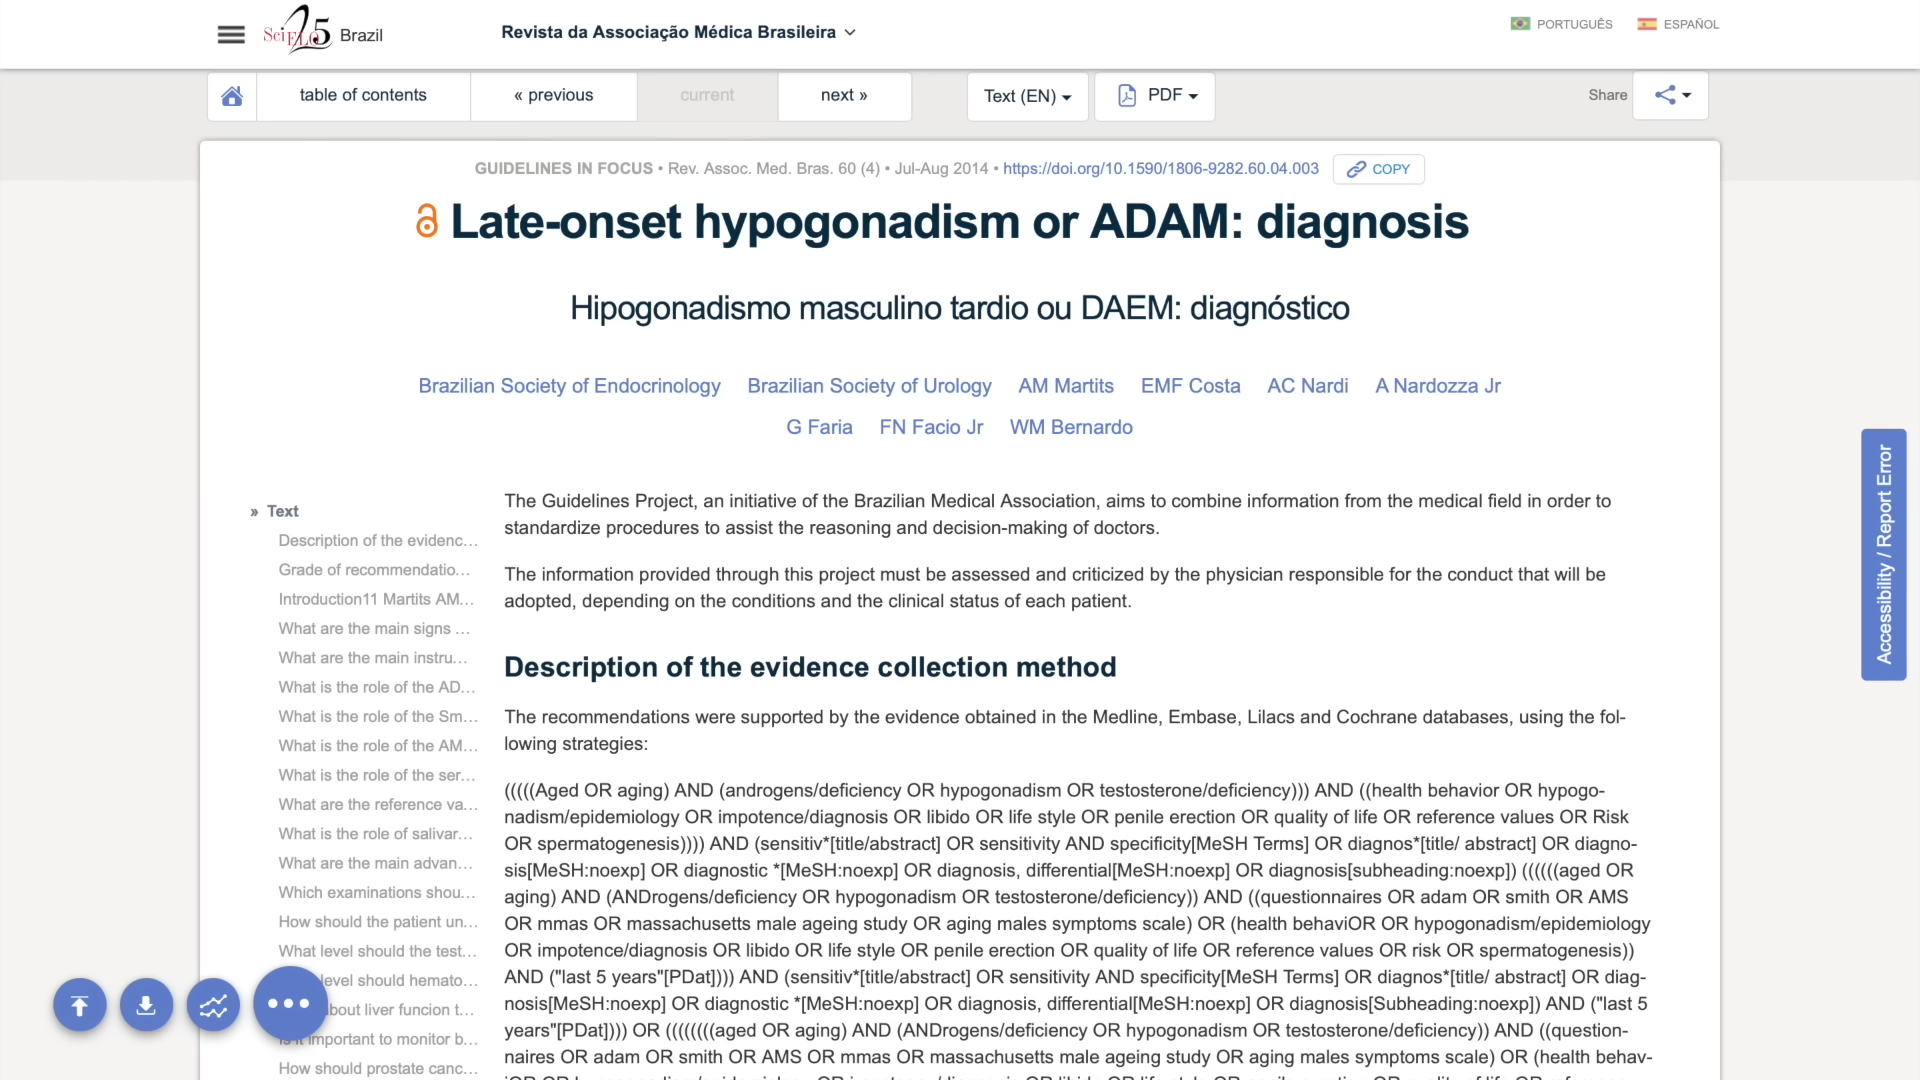 SciELO 25 Brazil
Revista da Associação Médica Brasileira
PORTUGUÊS ESPAÑOL
table of contents « previous current next » Text (EN) PDF Share
GUIDELINES IN FOCUS • Rev. Assoc. Med. Bras. 60 (4) • Jul-Aug 2014 • https://doi.org/10.1590/1806-9282.60.04.003 COPY
Late-onset hypogonadism or ADAM: diagnosis
Hipogonadismo masculino tardio ou DAEM: diagnóstico
Brazilian Society of Endocrinology Brazilian Society of Urology AM Martits EMF Costa AC Nardi A Nardozza Jr
G Faria FN Facio Jr WM Bernardo
» Text
Description of the evidenc...
Grade of recommendatio...
Introduction11 Martits AM...
What are the main signs ...
What are the main instru...
What is the role of the AD...
What is the role of the Sm...
What is the role of the AM...
What is the role of the ser...
What are the reference va...
What is the role of salivar...
What are the main advan...
Which examinations shou...
How should the patient un...
What level should the test...
level should hemato...
bout liver funcion t...
Is it important to monitor b...
How should prostate canc...
The Guidelines Project, an initiative of the Brazilian Medical Association, aims to combine information from the medical field in order to
standardize procedures to assist the reasoning and decision-making of doctors.
The information provided through this project must be assessed and criticized by the physician responsible for the conduct that will be
adopted, depending on the conditions and the clinical status of each patient.
Description of the evidence collection method
The recommendations were supported by the evidence obtained in the Medline, Embase, Lilacs and Cochrane databases, using the fol-
lowing strategies:
(((((Aged OR aging) AND (androgens/deficiency OR hypogonadism OR testosterone/deficiency))) AND ((health behavior OR hypogo-
nadism/epidemiology OR impotence/diagnosis OR libido OR life style OR penile erection OR quality of life OR reference values OR Risk
OR spermatogenesis)))) AND (sensitiv*[title/abstract] OR sensitivity AND specificity[MeSH Terms] OR diagnos*[title/ abstract] OR diagno-
sis[MeSH:noexp] OR diagnostic *[MeSH:noexp] OR diagnosis, differential[MeSH:noexp] OR diagnosis[subheading:noexp]) ((((((aged OR
aging) AND (ANDrogens/deficiency OR hypogonadism OR testosterone/deficiency)) AND ((questionnaires OR adam OR smith OR AMS
OR mmas OR massachusetts male ageing study OR aging males symptoms scale) OR (health behaviOR OR hypogonadism/epidemiology
OR impotence/diagnosis OR libido OR life style OR penile erection OR quality of life OR reference values OR risk OR spermatogenesis))
AND ("last 5 years"[PDat]))) AND (sensitiv*[title/abstract] OR sensitivity AND specificity[MeSH Terms] OR diagnos*[title/ abstract] OR diag-
nosis[MeSH:noexp] OR diagnostic *[MeSH:noexp] OR diagnosis, differential[MeSH:noexp] OR diagnosis[Subheading:noexp]) AND ("last 5
years"[PDat]))) OR ((((((((aged OR aging) AND (ANDrogens/deficiency OR hypogonadism OR testosterone/deficiency)) AND ((question-
naires OR adam OR smith OR AMS OR mmas OR massachusetts male ageing study OR aging males symptoms scale) OR (health behav-
Accessibility / Report Error